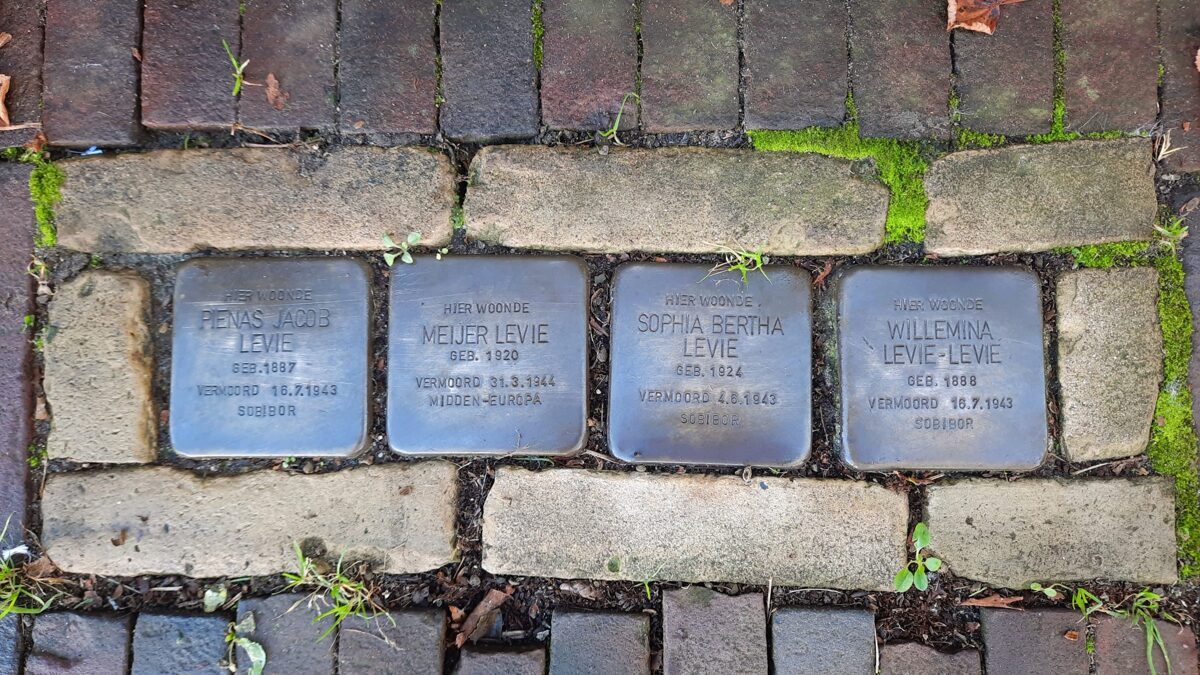 HIER WOONDE
PIENAS JACOB
LEVIE
GEB.1887
VERMOORD 16.7.1943
SOBIBOR
HIER WOONDE
MEIJER LEVIE
GEB. 1920
VERMOORD 31.3.1944
MIDDEN-EUROPA
HIER WOONDE
SOPHIA BERTHA
LEVIE
GEB. 1924
VERMOORD 4.6.1943
SOBIBOR
HIER WOONDE
WILLEMINA
LEVIE-LEVIE
GEB. 1888
VERMOORD 16.7.1943
SOBIBOR